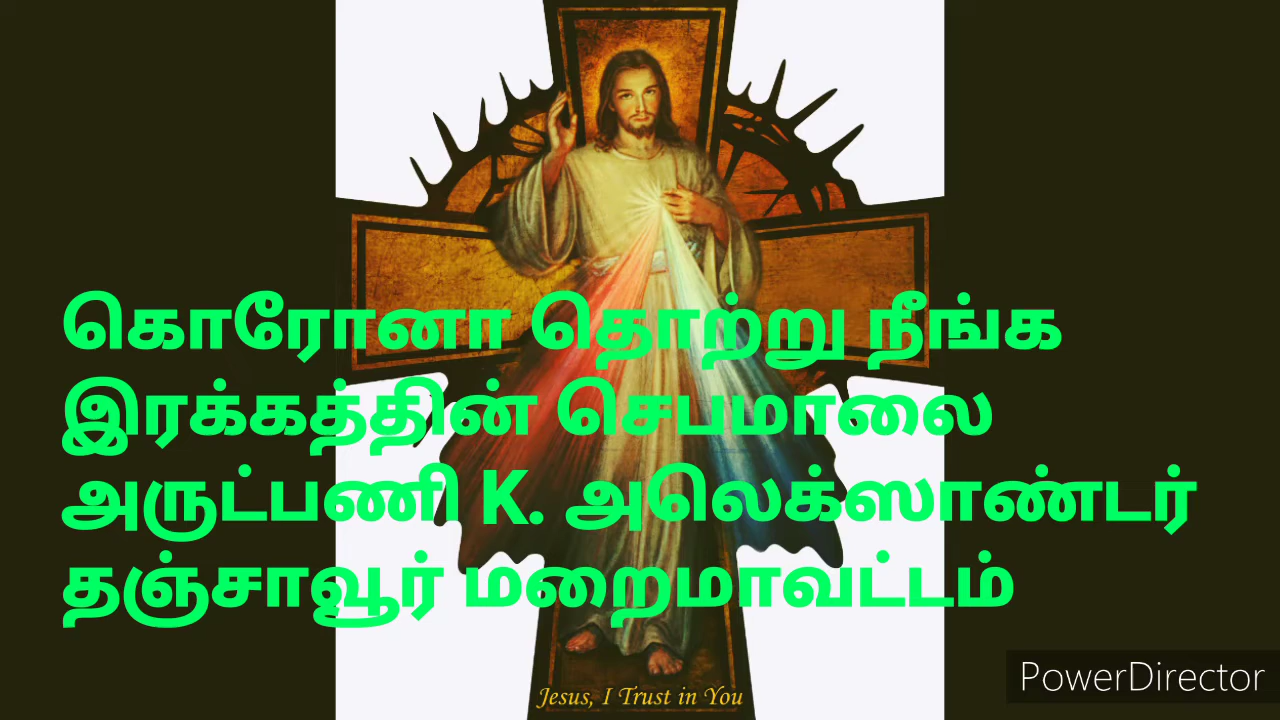 கொரோனா தொற்று நீங்க
இரக்கத்தின் செபமாலை
அருட்பணி K. அலெக்ஸாண்டர்
தஞ்சாவூர் மறைமாவட்டம்
PowerDirector
Jesus, I Trust in You